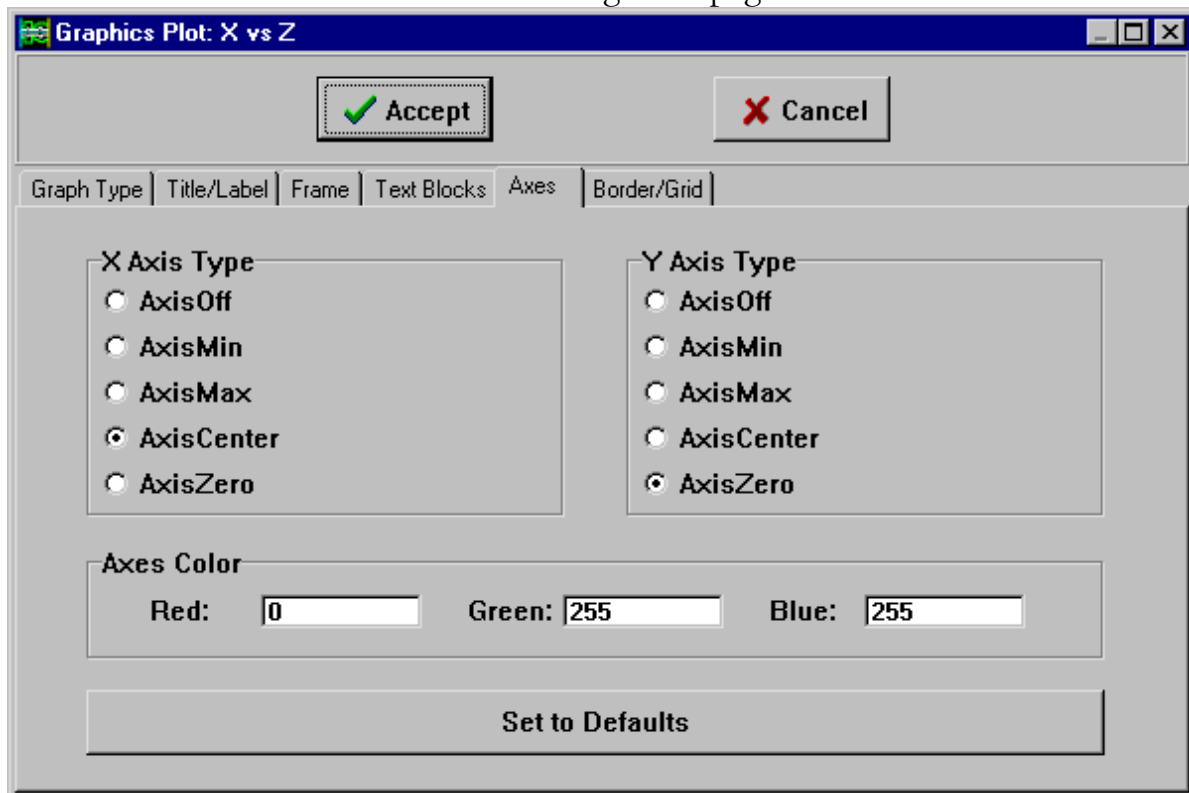 Graphics Plot: X vs Z
Accept
Cancel
Graph Type
Title/Label
Frame
Text Blocks
Axes
Border/Grid
X Axis Type
AxisOff
AxisMin
AxisMax
AxisCenter
AxisZero
Y Axis Type
AxisOff
AxisMin
AxisMax
AxisCenter
AxisZero
Axes Color
Red: 0 Green: 255 Blue: 255
Set to Defaults